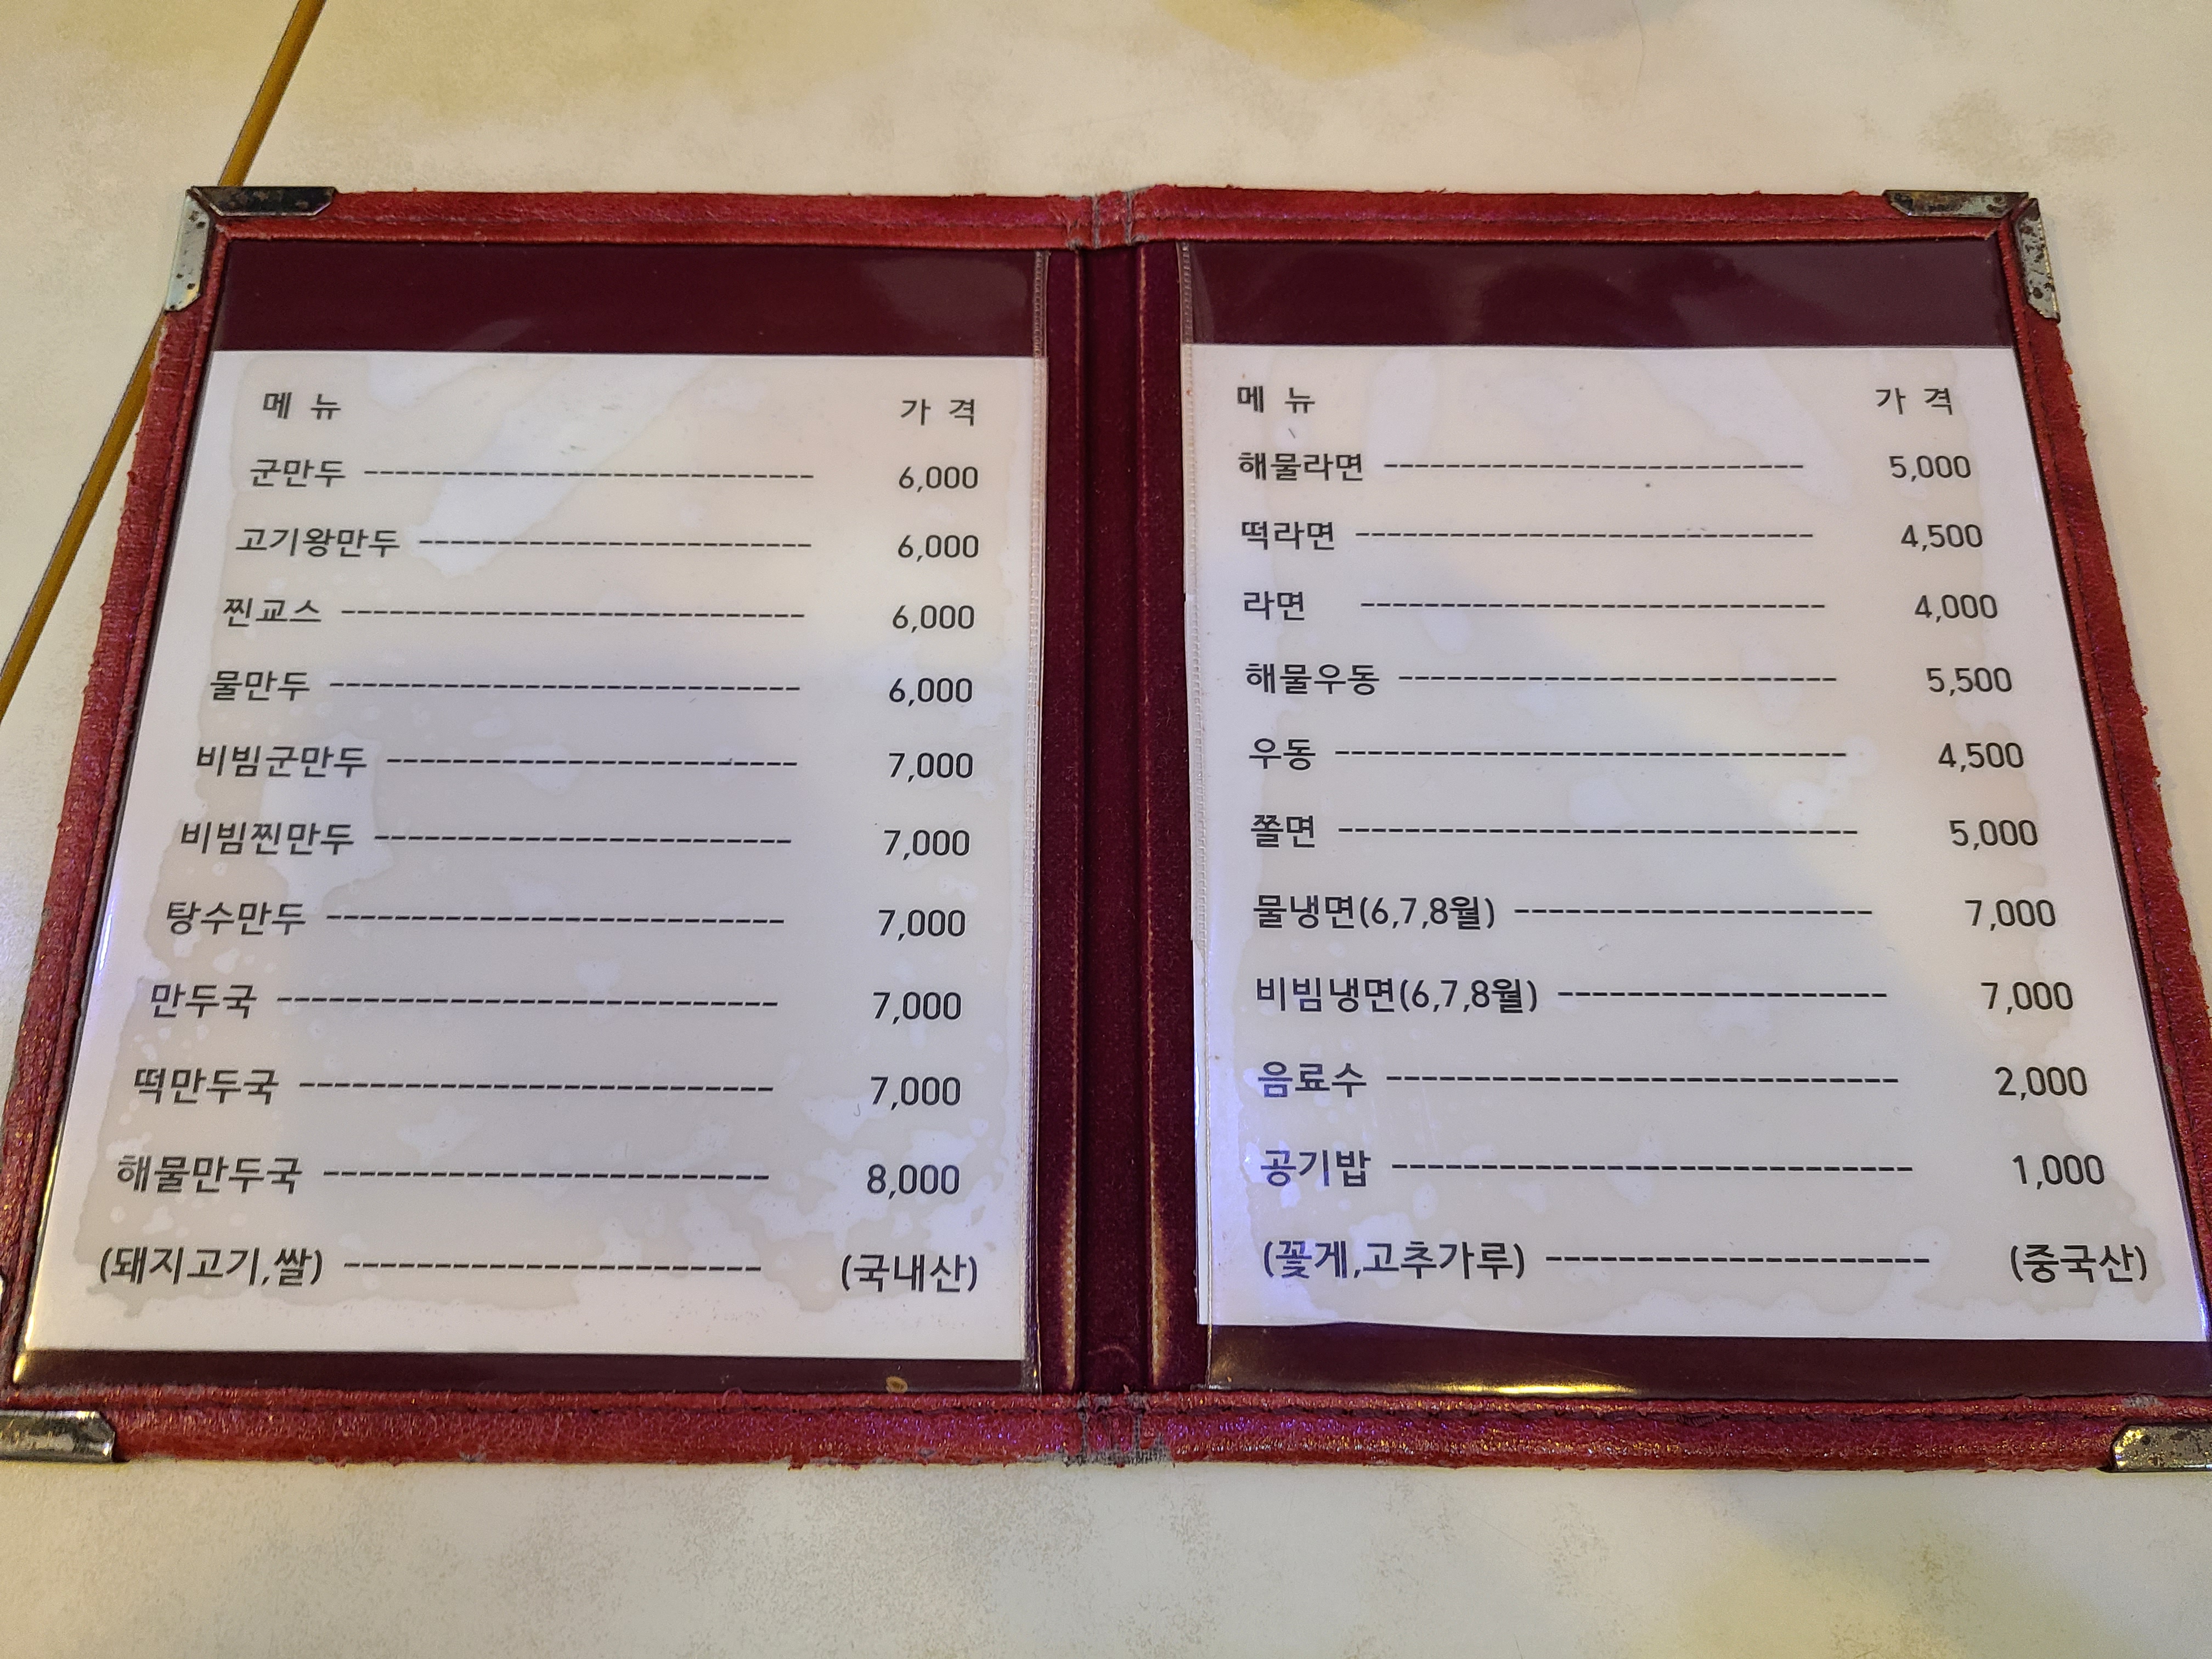 메 뉴 가 격
군만두 ------------------------------ 6,000
고기왕만두 -------------------------- 6,000
찐교스 ------------------------------ 6,000
물만두 ------------------------------ 6,000
비빔군만두 -------------------------- 7,000
비빔찐만두 -------------------------- 7,000
탕수만두 ---------------------------- 7,000
만두국 ------------------------------ 7,000
떡만두국 ---------------------------- 7,000
해물만두국 -------------------------- 8,000
(돼지고기,쌀) ------------------------ (국내산)
메 뉴 가 격
해물라면 --------------------------- 5,000
떡라면 ----------------------------- 4,500
라면 ----------------------------- 4,000
해물우동 --------------------------- 5,500
우동 ------------------------------- 4,500
쫄면 ------------------------------- 5,000
물냉면(6,7,8월) --------------------- 7,000
비빔냉면(6,7,8월) ------------------- 7,000
음료수 ----------------------------- 2,000
공기밥 ----------------------------- 1,000
(꽃게,고추가루) --------------------- (중국산)